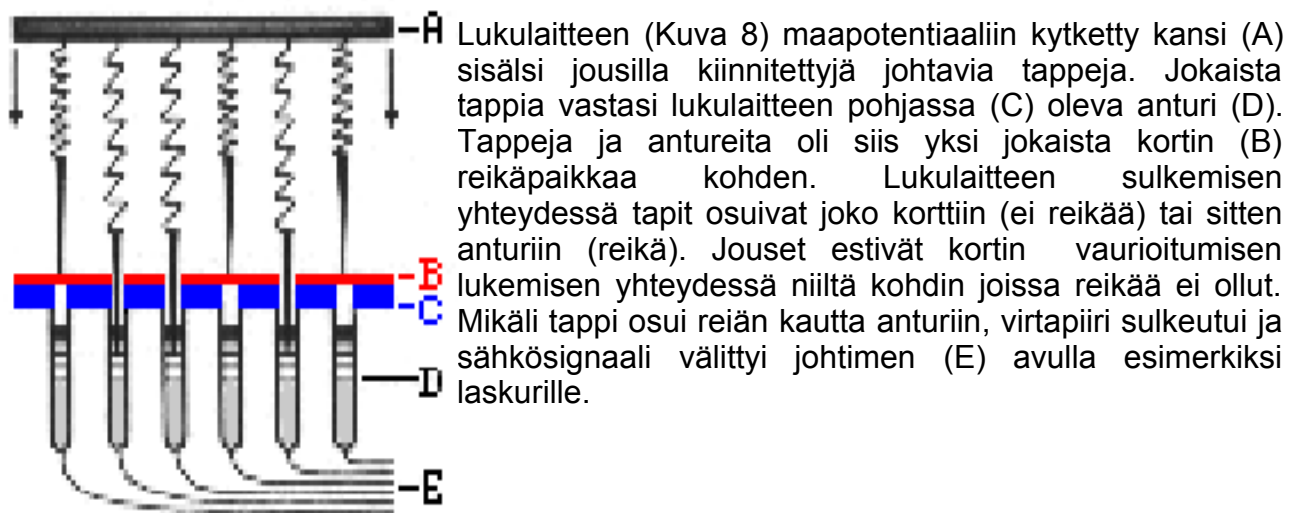 A
Lukulaitteen (Kuva 8) maapotentiaaliin kytketty kansi (A)
sisälsi jousilla kiinnitettyjä johtavia tappeja. Jokaista
tappia vastasi lukulaitteen pohjassa (C) oleva anturi (D).
Tappeja ja antureita oli siis yksi jokaista kortin (B)
reikäpaikkaa kohden. Lukulaitteen sulkemisen
yhteydessä tapit osuivat joko korttiin (ei reikää) tai sitten
anturiin (reikä). Jouset estivät kortin vaurioitumisen
lukemisen yhteydessä niiltä kohdin joissa reikää ei ollut.
Mikäli tappi osui reiän kautta anturiin, virtapiiri sulkeutui ja
sähkösignaali välittyi johtimen (E) avulla esimerkiksi
laskurille.
B
C
D
E